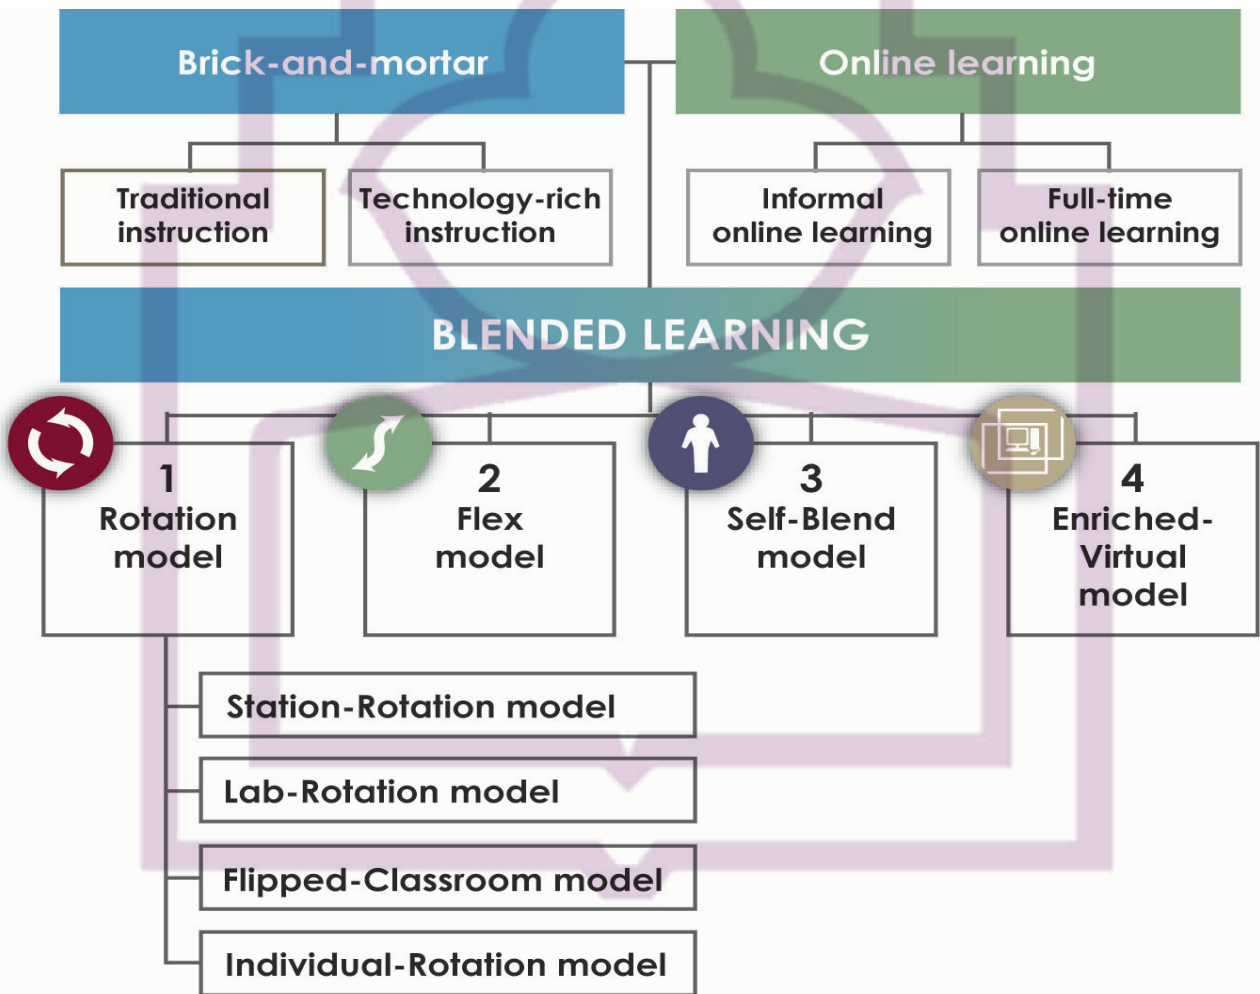 Brick-and-mortar
Online learning
Traditional
instruction
Technology-rich
instruction
Informal
online learning
Full-time
online learning
BLENDED LEARNING
1
Rotation
model
2
Flex
model
3
Self-Blend
model
4
Enriched-
Virtual
model
Station-Rotation model
Lab-Rotation model
Flipped-Classroom model
Individual-Rotation model